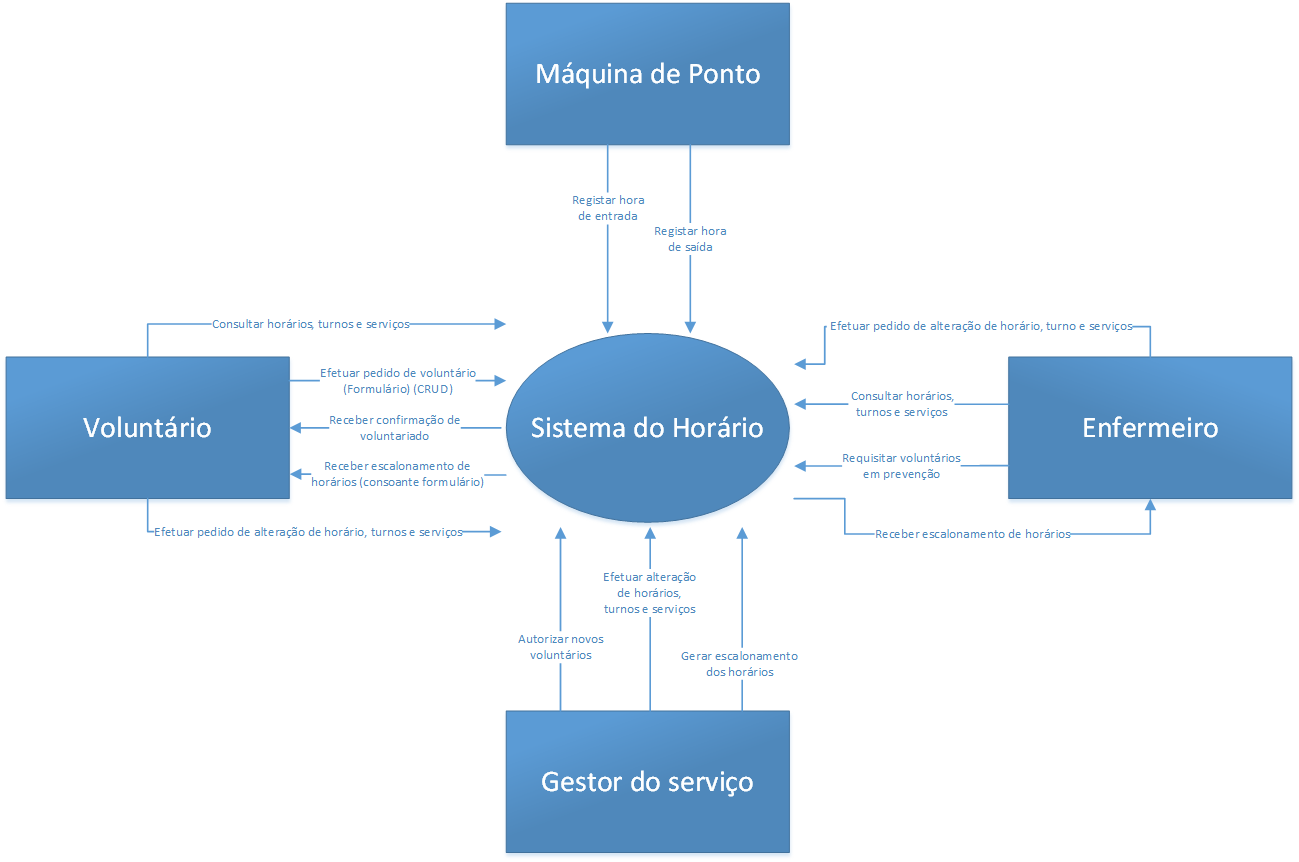 Máquina de Ponto
Registar hora
de entrada
Registar hora
de saída
Consultar horários, turnos e serviços
Efetuar pedido de voluntário
(Formulário) (CRUD)
Receber confirmação de
voluntariado
Receber escalonamento de
horários (consoante formulário)
Efetuar pedido de alteração de horário, turnos e serviços
Voluntário
Sistema do Horário
Efetuar pedido de alteração de horário, turno e serviços
Consultar horários,
turnos e serviços
Requisitar voluntários
em prevenção
Receber escalonamento de horários
Enfermeiro
Autorizar novos
voluntários
Efetuar alteração
de horários,
turnos e serviços
Gerar escalonamento
dos horários
Gestor do serviço